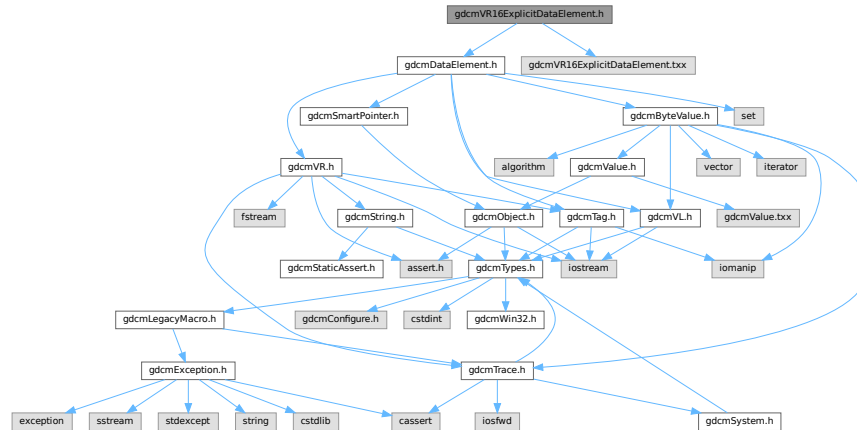 gdcmVR16ExplicitDataElement.h
gdcmDataElement.h
gdcmVR16ExplicitDataElement.txx
gdcmSmartPointer.h
gdcmByteValue.h
set
gdcmVR.h
algorithm
gdcmValue.h
vector
iterator
fstream
gdcmString.h
gdcmObject.h
gdcmTag.h
gdcmVL.h
gdcmValue.txx
gdcmStaticAssert.h
assert.h
gdcmTypes.h
iostream
iomanip
gdcmLegacyMacro.h
gdcmConfigure.h
cstdint
gdcmWin32.h
gdcmException.h
gdcmTrace.h
exception
sstream
stdexcept
string
cstdlib
cassert
iosfwd
gdcmSystem.h